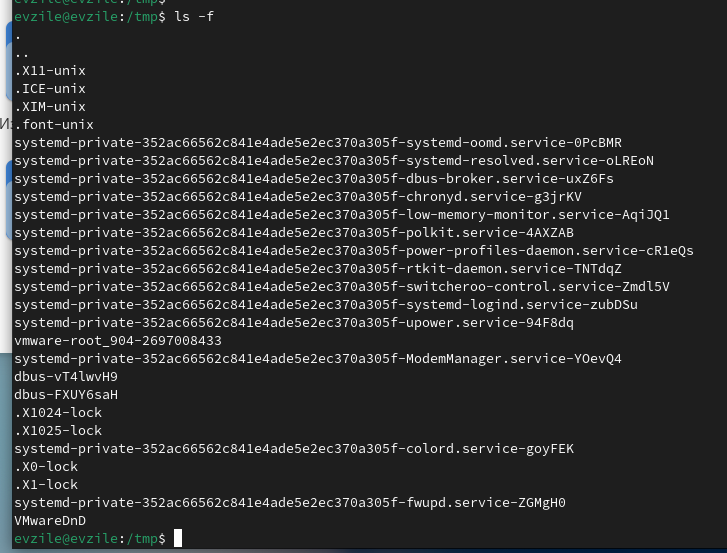 evzile@evzile:/tmp$
evzile@evzile:/tmp$ ls -f
.
..
.X11-unix
.ICE-unix
.XIM-unix
.font-unix
systemd-private-352ac66562c841e4ade5e2ec370a305f-systemd-oomd.service-0PcBMR
systemd-private-352ac66562c841e4ade5e2ec370a305f-systemd-resolved.service-oLREoN
systemd-private-352ac66562c841e4ade5e2ec370a305f-dbus-broker.service-uxZ6Fs
systemd-private-352ac66562c841e4ade5e2ec370a305f-chronyd.service-g3jrKV
systemd-private-352ac66562c841e4ade5e2ec370a305f-low-memory-monitor.service-AqiJQ1
systemd-private-352ac66562c841e4ade5e2ec370a305f-polkit.service-4AXZAB
systemd-private-352ac66562c841e4ade5e2ec370a305f-power-profiles-daemon.service-cR1eQs
systemd-private-352ac66562c841e4ade5e2ec370a305f-rtkit-daemon.service-TNTdqZ
systemd-private-352ac66562c841e4ade5e2ec370a305f-switcheroo-control.service-Zmdl5V
systemd-private-352ac66562c841e4ade5e2ec370a305f-systemd-logind.service-zubDSu
systemd-private-352ac66562c841e4ade5e2ec370a305f-upower.service-94F8dq
vmware-root_904-2697008433
systemd-private-352ac66562c841e4ade5e2ec370a305f-ModemManager.service-YOevQ4
dbus-vT4lwvH9
dbus-FXUY6saH
.X1024-lock
.X1025-lock
systemd-private-352ac66562c841e4ade5e2ec370a305f-colord.service-goyFEK
.X0-lock
.X1-lock
systemd-private-352ac66562c841e4ade5e2ec370a305f-fwupd.service-ZGMgH0
VMwareDnD
evzile@evzile:/tmp$